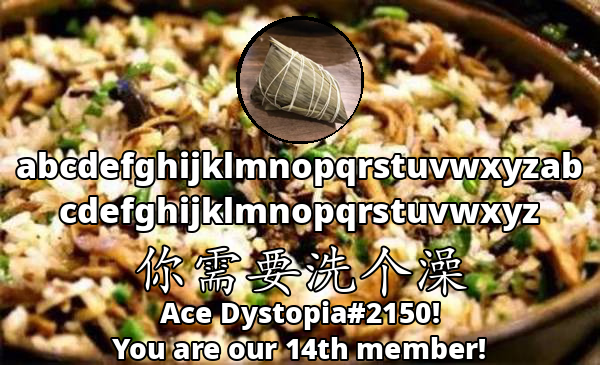 abcdefghijklmnopqrstuvwxyzab
cdefghijklmnopqrstuvwxyz
你需要洗个澡
Ace Dystopia#2150!
You are our 14th member!